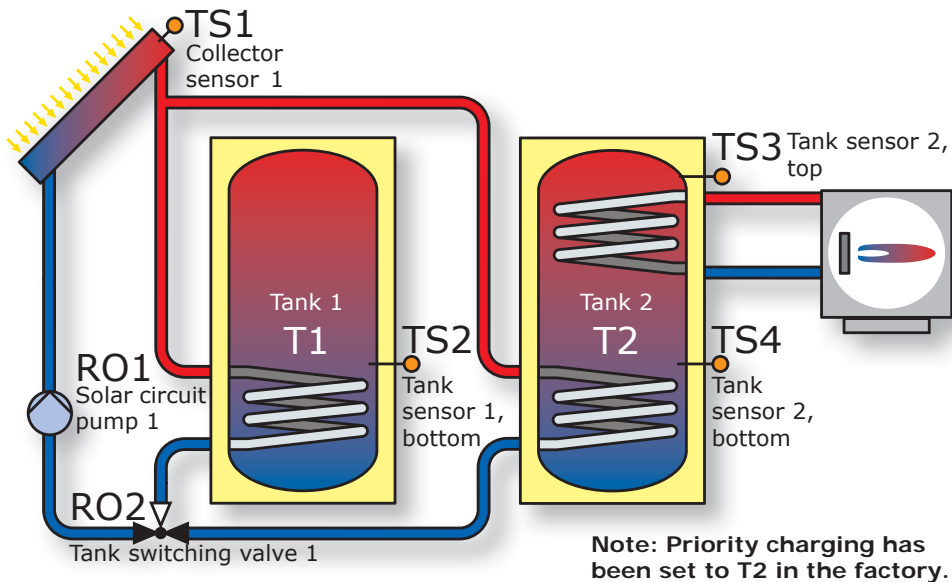 TS1
Collector
sensor 1
TS3
Tank sensor 2,
top
Tank 1
T1
Tank 2
T2
TS2
Tank
sensor 1,
bottom
TS4
Tank
sensor 2,
bottom
RO1
Solar circuit
pump 1
RO2
Tank switching valve 1
Note: Priority charging has
been set to T2 in the factory.